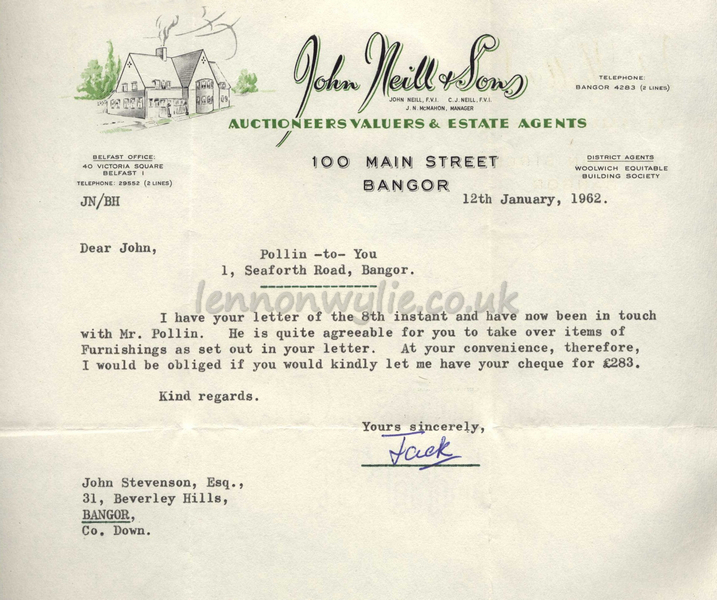 John Neill & Sons
JOHN NEILL, F.V.I. C. J. NEILL, F.V.I.
J. N. McMAHON, MANAGER
TELEPHONE:
BANGOR 4283 (2 LINES)
AUCTIONEERS VALUERS & ESTATE AGENTS
BELFAST OFFICE:
40 VICTORIA SQUARE
BELFAST 1
TELEPHONE: 29552 (2 LINES)
100 MAIN STREET
BANGOR
DISTRICT AGENTS
WOOLWICH EQUITABLE
BUILDING SOCIETY
JN/BH
12th January, 1962.
Dear John,
Pollin -to- You
1, Seaforth Road, Bangor.
lennonwylie.co.uk
I have your letter of the 8th instant and have now been in touch
with Mr. Pollin. He is quite agreeable for you to take over items of
Furnishings as set out in your letter. At your convenience, therefore,
I would be obliged if you would kindly let me have your cheque for £283.
Kind regards.
Yours sincerely,
Jack
John Stevenson, Esq.,
31, Beverley Hills,
BANGOR,
Co. Down.